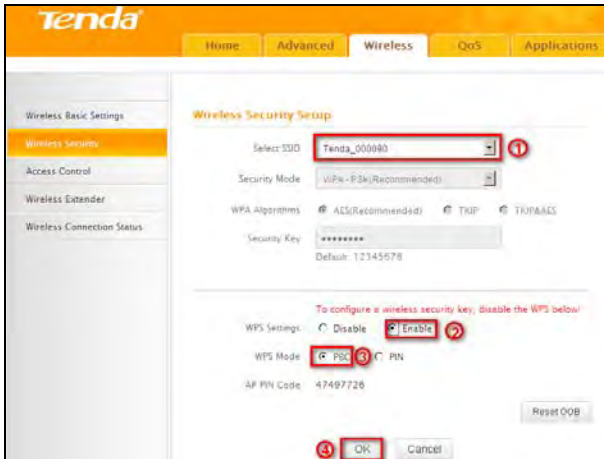 Tenda
Home Advanced Wireless QoS Applications
Wireless Basic Settings
Wireless Security
Access Control
Wireless Extender
Wireless Connection Status
Wireless Security Setup
Select SSID Tenda_000090 ①
Security Mode WPA - PSK(Recommended)
WPA Algorithms AES(Recommended) TKIP TKIP&AES
Security Key ********
Default: 12345678
To configure a wireless security key, disable the WPS below!
WPS Settings Disable Enable ②
WPS Mode PBC ③ PIN
AP PIN Code 47497726
Reset OOB
④ OK Cancel